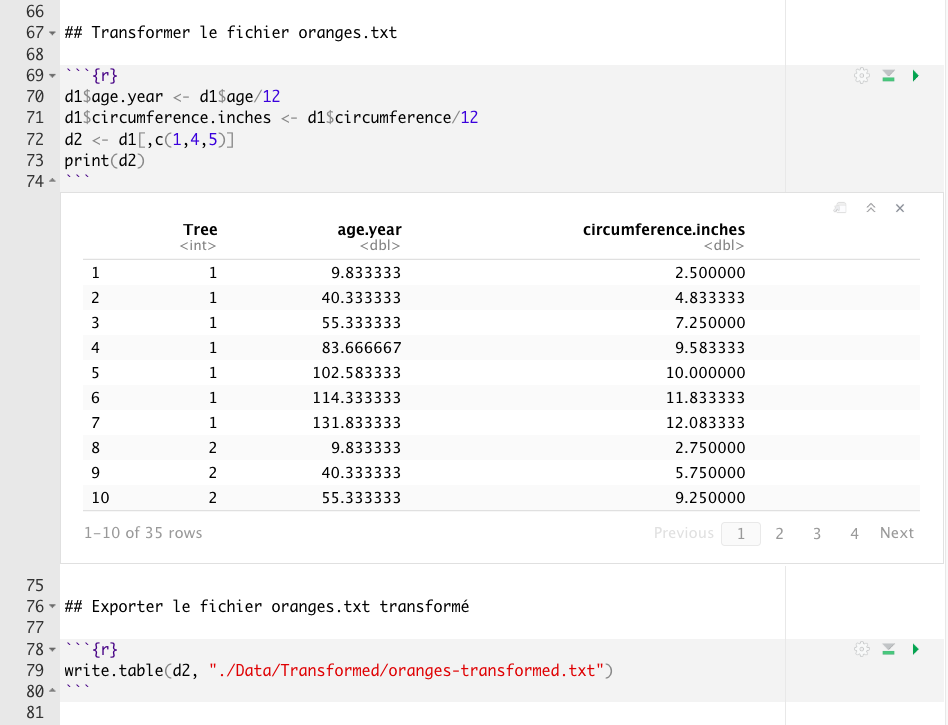 66
67 ## Transformer le fichier oranges.txt
68
69 ```{r}
70 d1$age.year <- d1$age/12
71 d1$circumference.inches <- d1$circumference/12
72 d2 <- d1[,c(1,4,5)]
73 print(d2)
74 ```
Tree age.year circumference.inches
<int> <dbl> <dbl>
1 1 9.833333 2.500000
2 1 40.333333 4.833333
3 1 55.333333 7.250000
4 1 83.666667 9.583333
5 1 102.583333 10.000000
6 1 114.333333 11.833333
7 1 131.833333 12.083333
8 2 9.833333 2.750000
9 2 40.333333 5.750000
10 2 55.333333 9.250000
1-10 of 35 rows Previous 1 2 3 4 Next
75
76 ## Exporter le fichier oranges.txt transformé
77
78 ```{r}
79 write.table(d2, "./Data/Transformed/oranges-transformed.txt")
80 ```
81